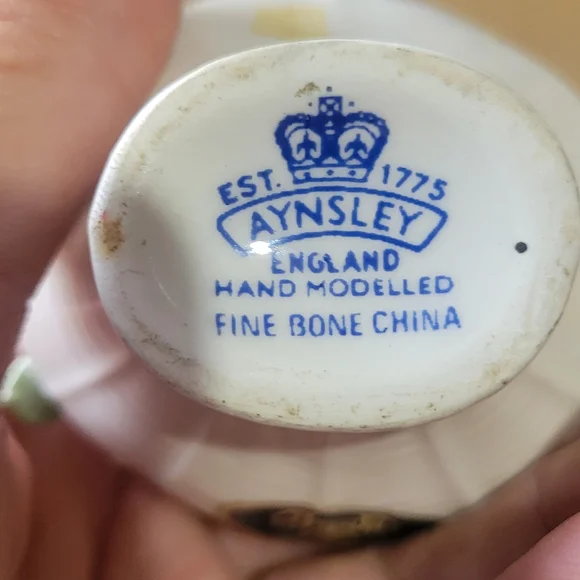 EST. 1775
AYNSLEY
ENGLAND
HAND MODELLED
FINE BONE CHINA